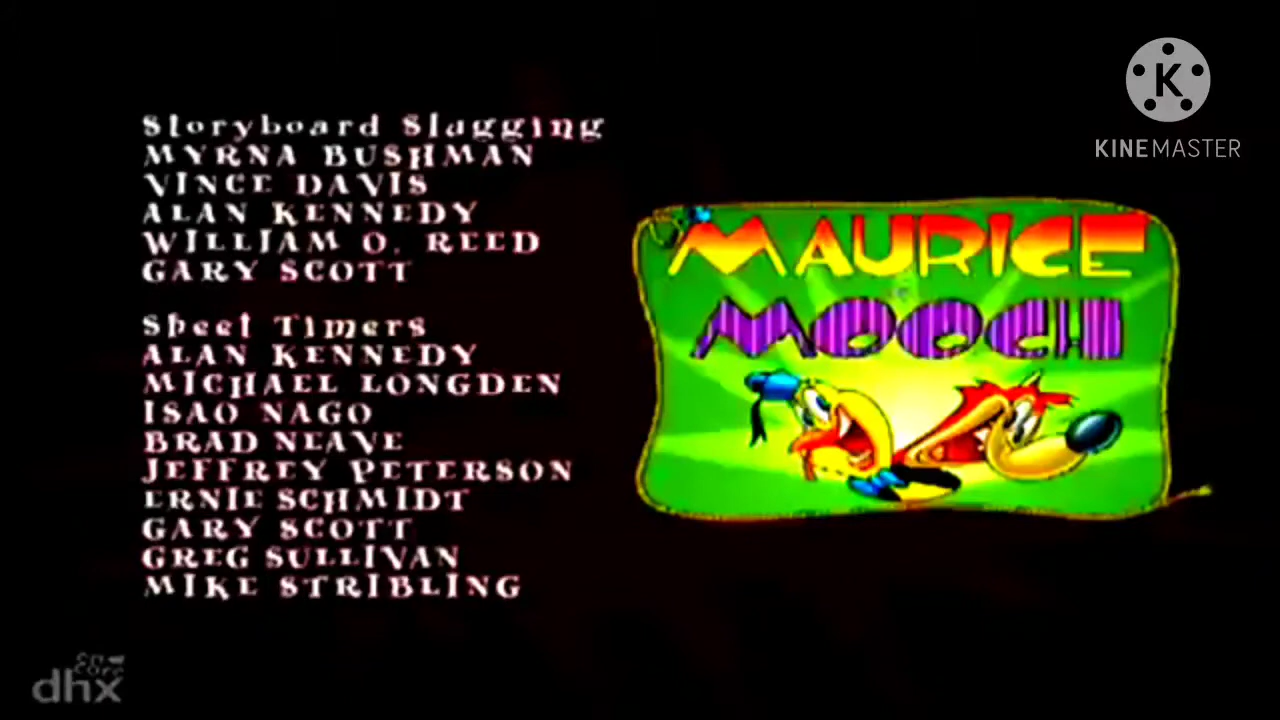 Storyboard Slugging
MYRNA BUSHMAN
VINCE DAVIS
ALAN KENNEDY
WILLIAM O. REED
GARY SCOTT
Sheet Timers
ALAN KENNEDY
MICHAEL LONGDEN
ISAO NAGO
BRAD NEAVE
JEFFREY PETERSON
ERNIE SCHMIDT
GARY SCOTT
GREG SULLIVAN
MIKE STRIBLING
MAURICE
MOOCH
K
KINEMASTER
encore
dhx